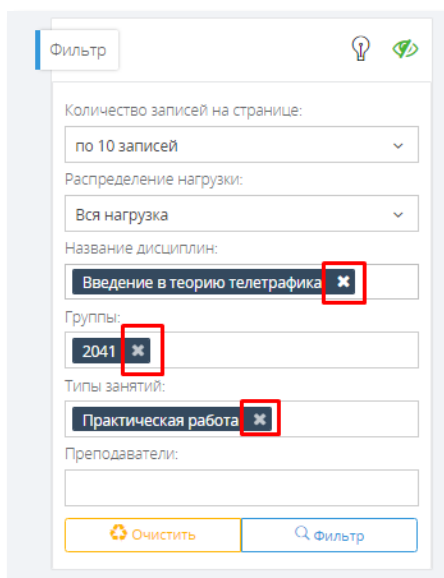 Фильтр
Количество записей на странице:
по 10 записей
Распределение нагрузки:
Вся нагрузка
Название дисциплин:
Введение в теорию телетрафика
Группы:
2041
Типы занятий:
Практическая работа
Преподаватели:
Очистить Фильтр